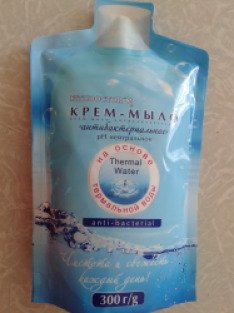 КРЕМ-МЫЛО
антибактериальное
pH нейтральное
на основе
Thermal
Water
термальной воды
anti-bacterial
Чистота и свежесть
каждый день!
300 г/g